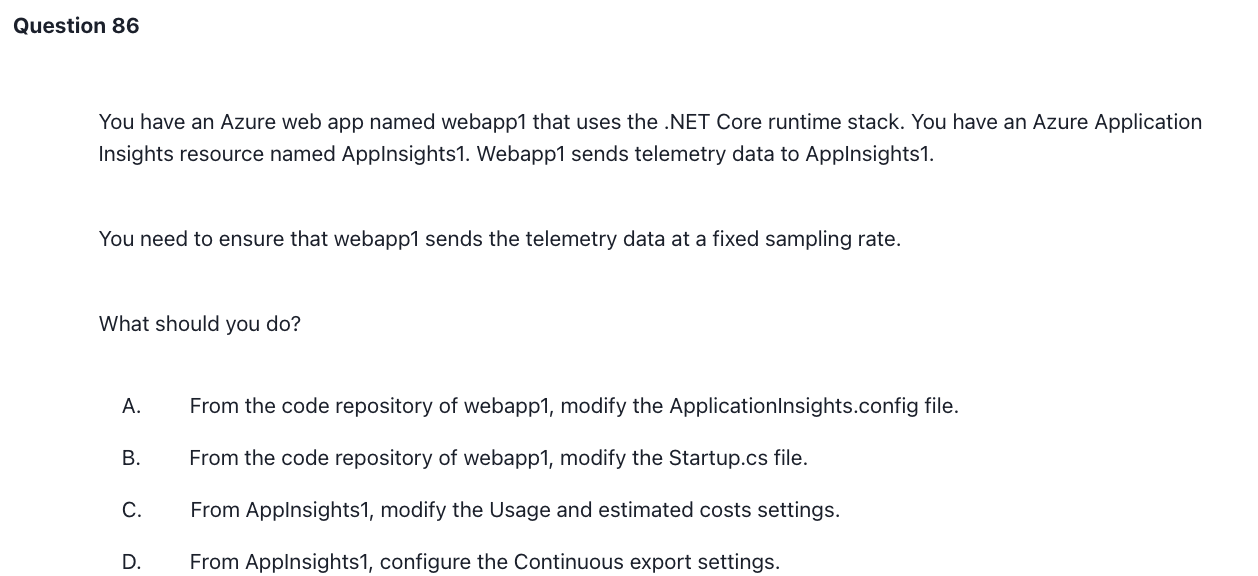 Question 86
You have an Azure web app named webapp1 that uses the .NET Core runtime stack. You have an Azure Application
Insights resource named AppInsights1. Webapp1 sends telemetry data to AppInsights1.
You need to ensure that webapp1 sends the telemetry data at a fixed sampling rate.
What should you do?
A. From the code repository of webapp1, modify the ApplicationInsights.config file.
B. From the code repository of webapp1, modify the Startup.cs file.
C. From AppInsights1, modify the Usage and estimated costs settings.
D. From AppInsights1, configure the Continuous export settings.